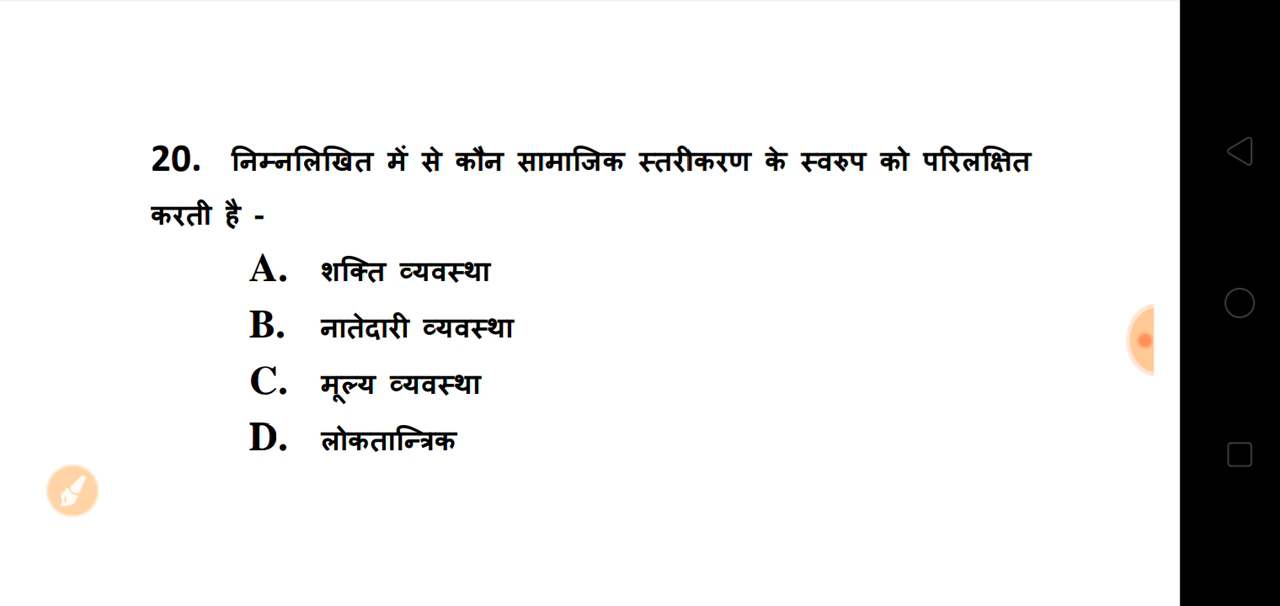 20. निम्नलिखित में से कौन सामाजिक स्तरीकरण के स्वरुप को परिलक्षित
करती है -
A. शक्ति व्यवस्था
B. नातेदारी व्यवस्था
C. मूल्य व्यवस्था
D. लोकतान्त्रिक